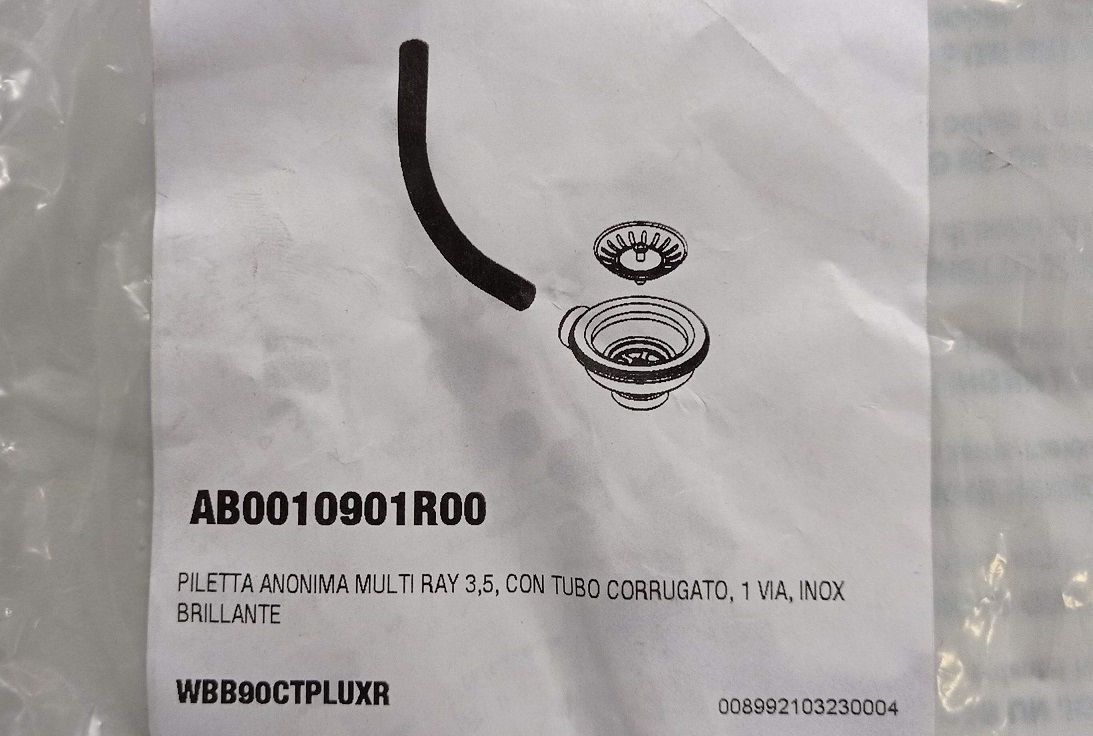 AB0010901R00
PILETTA ANONIMA MULTI RAY 3,5, CON TUBO CORRUGATO, 1 VIA, INOX
BRILLANTE
WBB90CTPLUXR
008992103230004